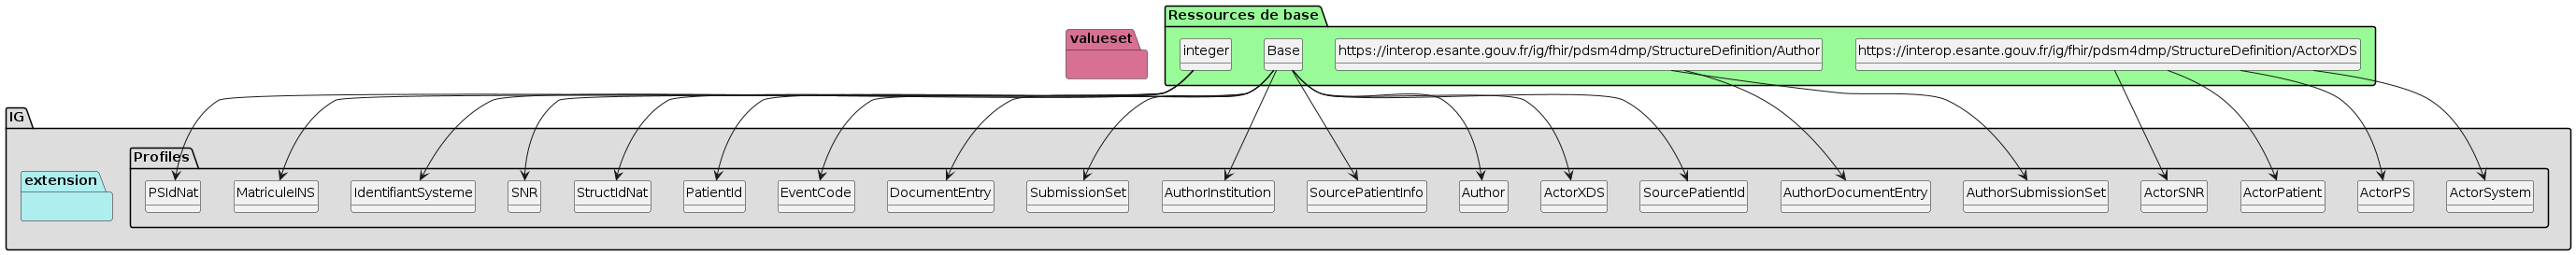 Ressources de base
valueset
integer
Base
https://interop.esante.gouv.fr/ig/fhir/pdsm4dmp/StructureDefinition/Author
https://interop.esante.gouv.fr/ig/fhir/pdsm4dmp/StructureDefinition/ActorXDS
IG
Profiles
extension
PSIdNat
MatriculeINS
IdentifiantSysteme
SNR
StructIdNat
PatientId
EventCode
DocumentEntry
SubmissionSet
AuthorInstitution
SourcePatientInfo
Author
ActorXDS
SourcePatientId
AuthorDocumentEntry
AuthorSubmissionSet
ActorSNR
ActorPatient
ActorPS
ActorSystem